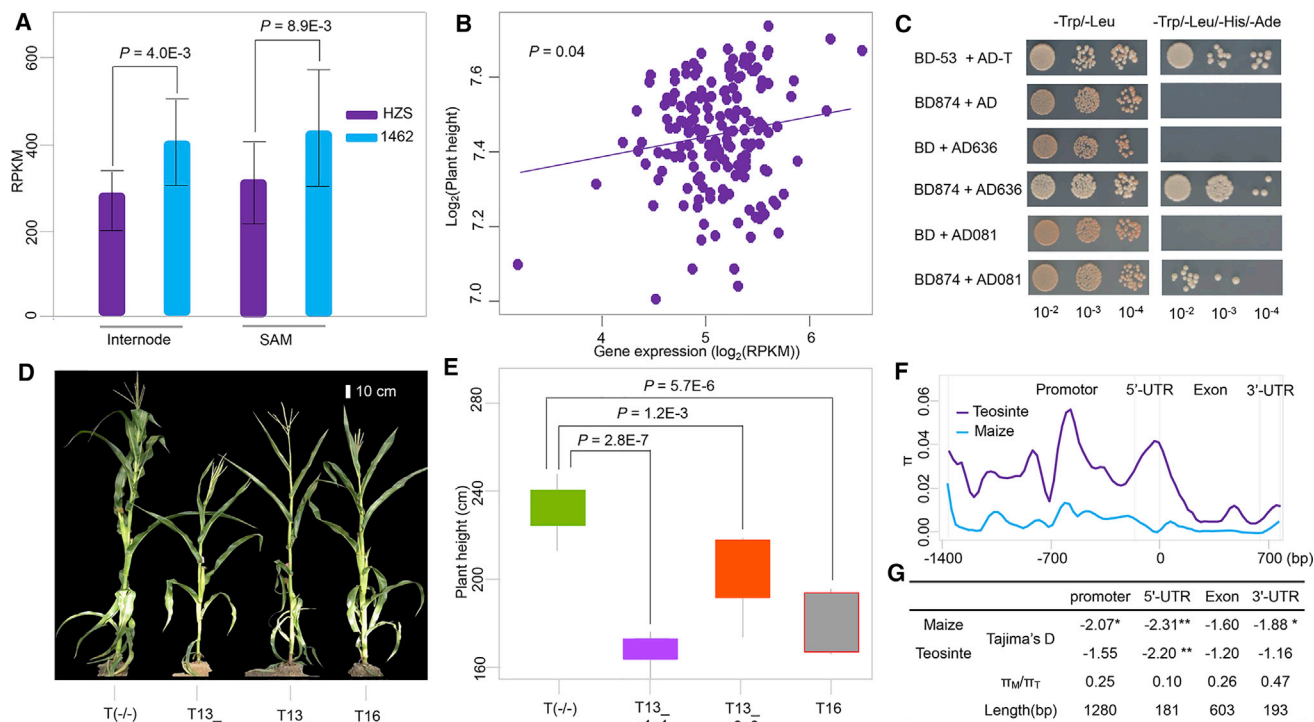 A
P = 4.0E-3
P = 8.9E-3
RPKM
600
400
200
0
HZS
1462
Internode
SAM
B
P = 0.04
Log2(Plant height)
7.6
7.4
7.2
7.0
4
5
6
Gene expression (log2(RPKM))
C
-Trp/-Leu
-Trp/-Leu/-His/-Ade
BD-53 + AD-T
BD874 + AD
BD + AD636
BD874 + AD636
BD + AD081
BD874 + AD081
10-2 10-3 10-4 10-2 10-3 10-4
D
10 cm
T(-/-) T13_ T13_ T16
E
P = 5.7E-6
P = 1.2E-3
P = 2.8E-7
Plant height (cm)
280
240
200
160
T(-/-) T13_ T13_ T16
F
Promotor 5'-UTR Exon 3'-UTR
Teosinte
Maize
π
0.06
0.04
0.02
0.00
-1400 -700 0 700 (bp)
G
promoter 5'-UTR Exon 3'-UTR
Maize -2.07* -2.31** -1.60 -1.88 *
Tajima's D
Teosinte -1.55 -2.20 ** -1.20 -1.16
πM/πT 0.25 0.10 0.26 0.47
Length(bp) 1280 181 603 193